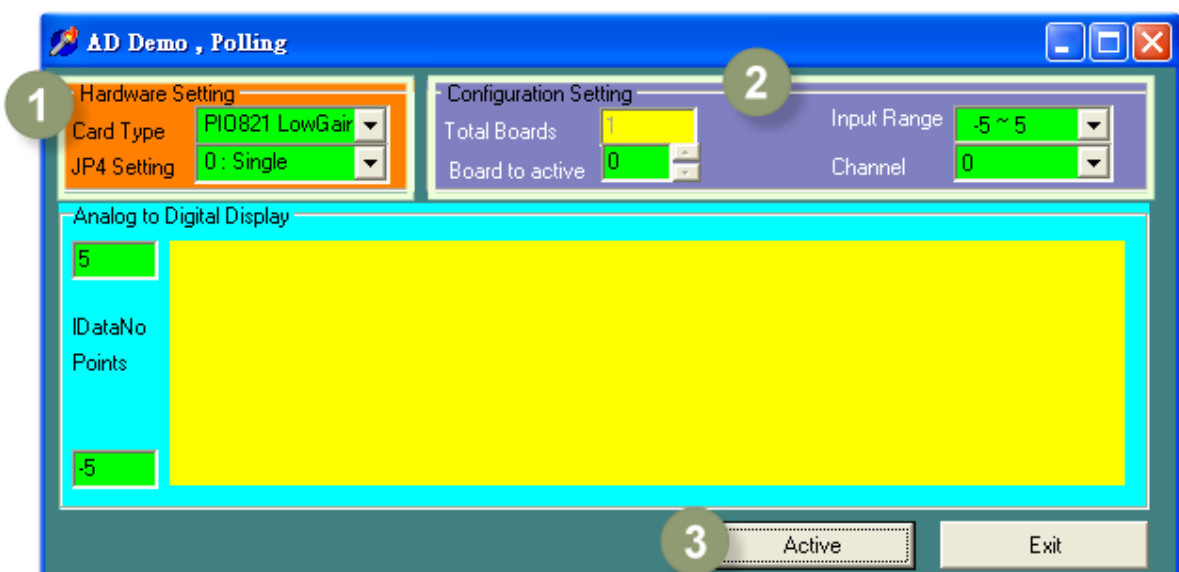 AD Demo , Polling
1
Hardware Setting
Card Type PIO821 LowGain
JP4 Setting 0 : Single
2
Configuration Setting
Total Boards 1
Board to active 0
Input Range -5 ~ 5
Channel 0
Analog to Digital Display
5
lDataNo
Points
-5
3
Active
Exit